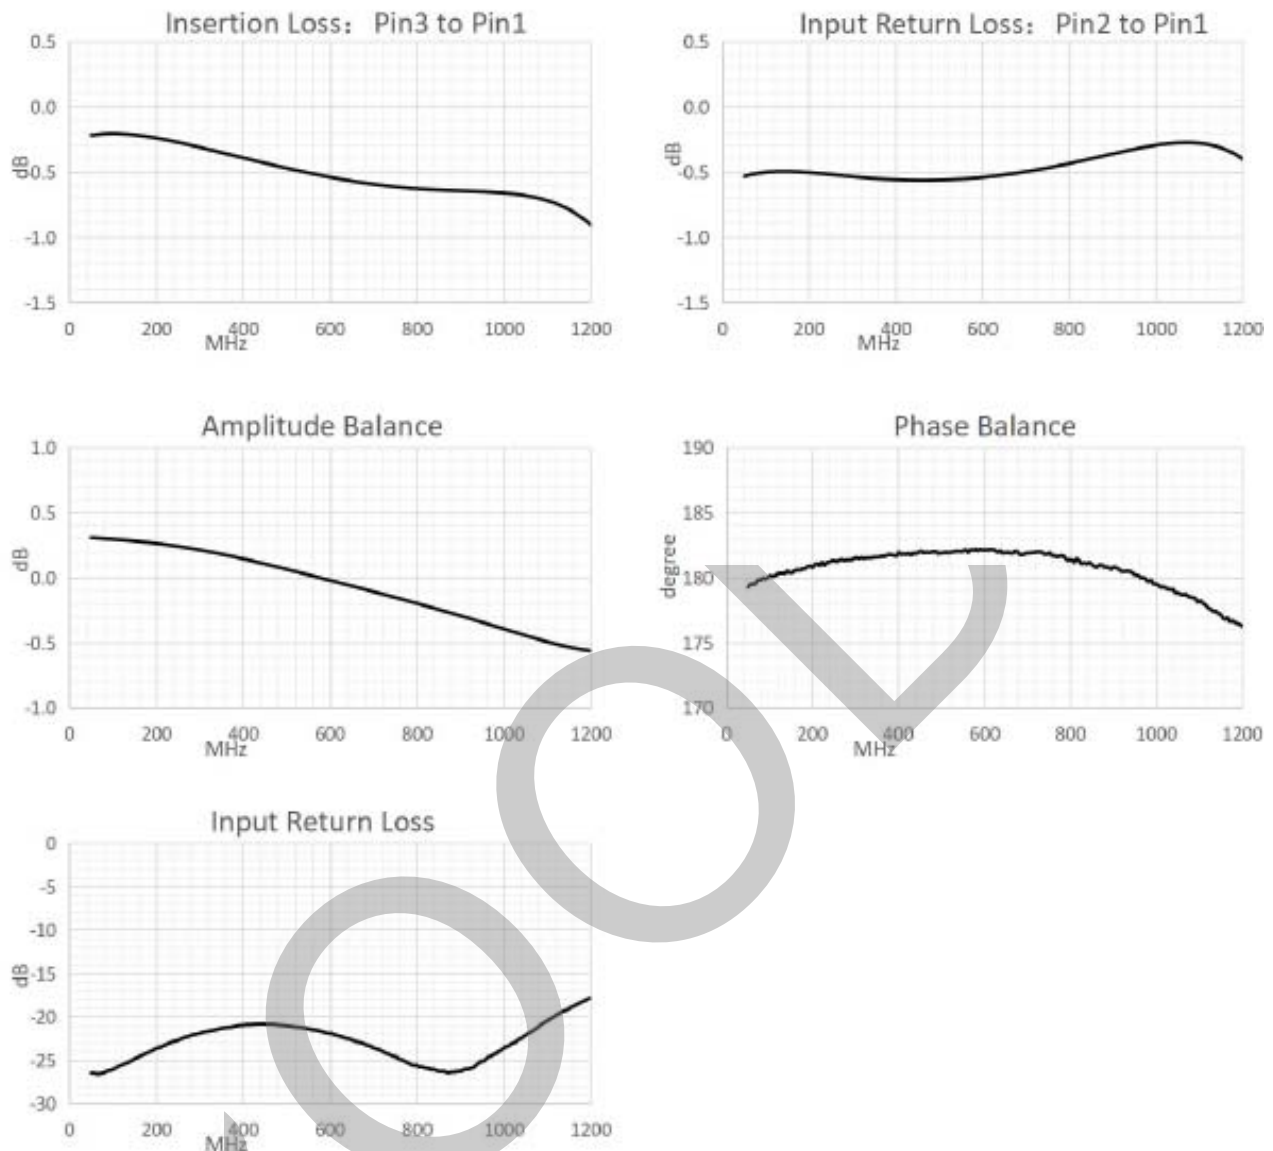 Insertion Loss: Pin3 to Pin1
0.5
0.0
-0.5
-1.0
-1.5
dB
0 200 400 600 800 1000 1200
MHz
Input Return Loss: Pin2 to Pin1
0.5
0.0
-0.5
-1.0
-1.5
dB
0 200 400 600 800 1000 1200
MHz
Amplitude Balance
1.0
0.5
0.0
-0.5
-1.0
dB
0 200 400 600 800 1000 1200
MHz
Phase Balance
190
185
180
175
170
degree
0 200 400 600 800 1000 1200
MHz
Input Return Loss
0
-5
-10
-15
-20
-25
-30
dB
0 200 400 600 800 1000 1200
MHz